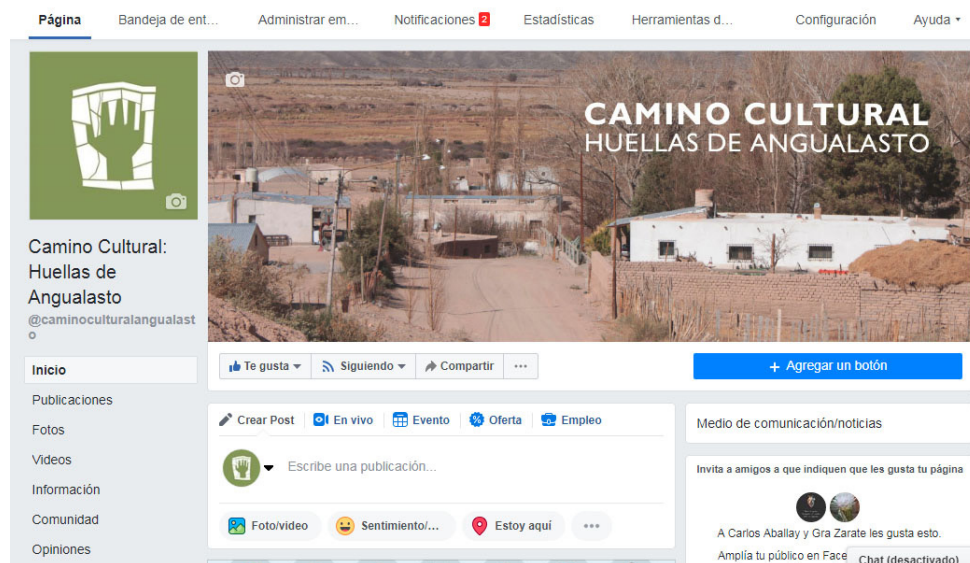 Página
Bandeja de ent...
Administrar em...
Notificaciones 2
Estadísticas
Herramientas d...
Configuración
Ayuda
CAMINO CULTURAL
HUELLAS DE ANGUALASTO
Camino Cultural:
Huellas de
Angualasto
@caminoculturalangualast
o
Inicio
Publicaciones
Fotos
Videos
Información
Comunidad
Opiniones
Te gusta
Siguiendo
Compartir
...
+ Agregar un botón
Crear Post
En vivo
Evento
Oferta
Empleo
Escribe una publicación...
Foto/video
Sentimiento/...
Estoy aquí
...
Medio de comunicación/noticias
Invita a amigos a que indiquen que les gusta tu página
A Carlos Aballay y Gra Zarate les gusta esto.
Amplía tu público en Face
Chat (desactivado)